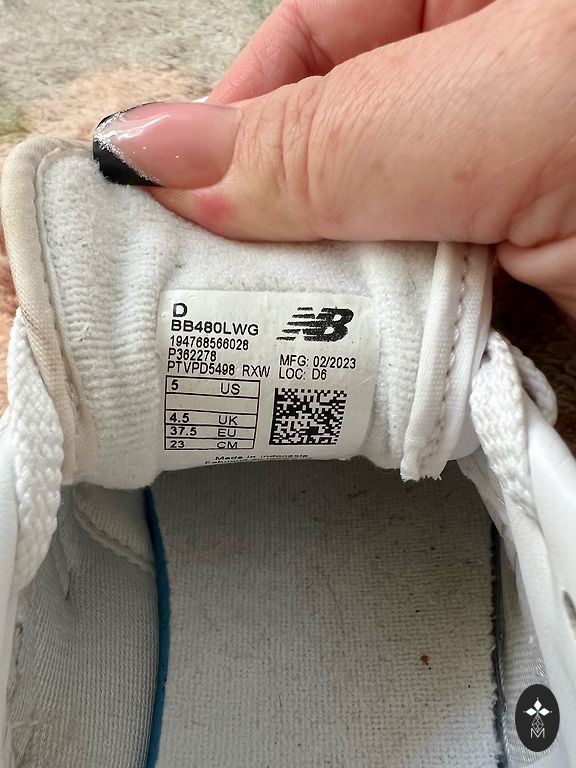 D
BB480LWG
194768566028
P362278
PTVPD5498 RXW
NB
MFG: 02/2023
LOC: D6
5 US
4.5 UK
37.5 EU
23 CM
Made in Indonesia
M